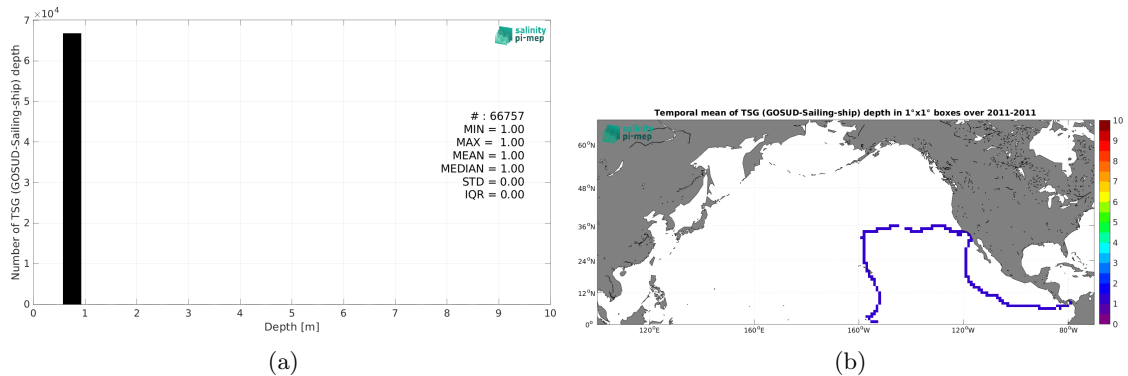 7
×10⁴
6
5
4
3
2
1
0
Number of TSG (GOSUD-Sailing-ship) depth
salinity
pi-mep
# : 66757
MIN = 1.00
MAX = 1.00
MEAN = 1.00
MEDIAN = 1.00
STD = 0.00
IQR = 0.00
0 1 2 3 4 5 6 7 8 9 10
Depth [m]
(a)
Temporal mean of TSG (GOSUD-Sailing-ship) depth in 1°x1° boxes over 2011-2011
salinity
pi-mep
60°N
48°N
36°N
24°N
12°N
0°
120°E 160°E 160°W 120°W 80°W
10
9
8
7
6
5
4
3
2
1
0
(b)